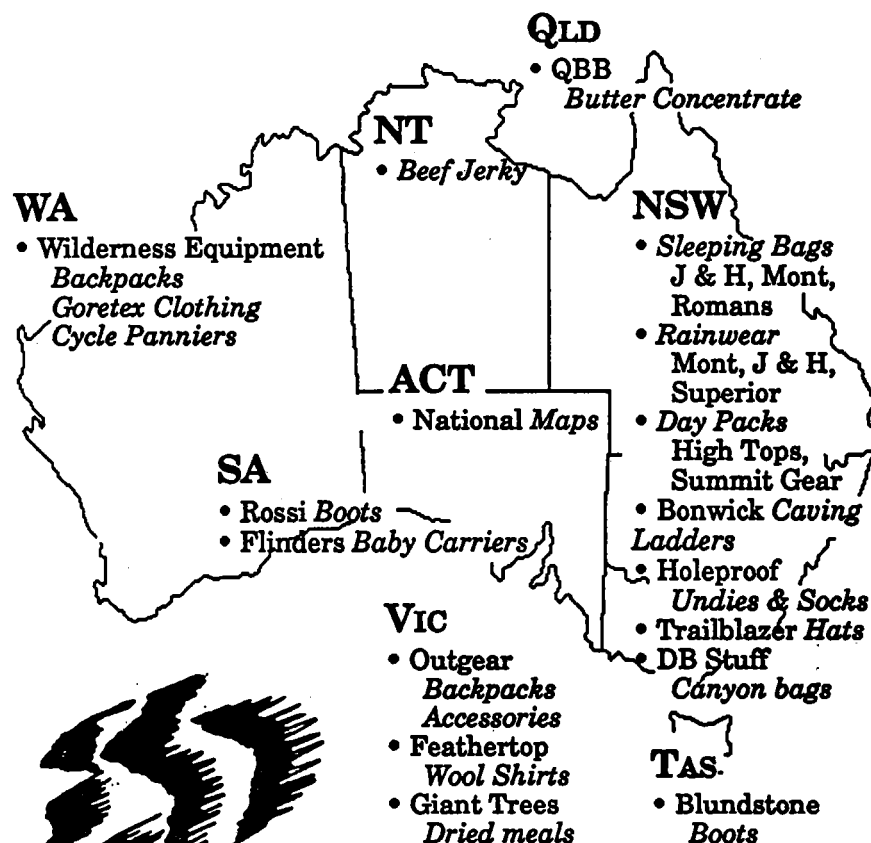 QLD
• QBB
Butter Concentrate
NT
• Beef Jerky
WA
• Wilderness Equipment
Backpacks
Goretex Clothing
Cycle Panniers
NSW
• Sleeping Bags
J & H, Mont,
Romans
• Rainwear
Mont, J & H,
Superior
• Day Packs
High Tops,
Summit Gear
• Bonwick Caving
Ladders
• Holeproof
Undies & Socks
• Trailblazer Hats
• DB Stuff
Canyon bags
ACT
• National Maps
SA
• Rossi Boots
• Flinders Baby Carriers
VIC
• Outgear
Backpacks
Accessories
• Feathertop
Wool Shirts
• Giant Trees
Dried meals
TAS.
• Blundstone
Boots